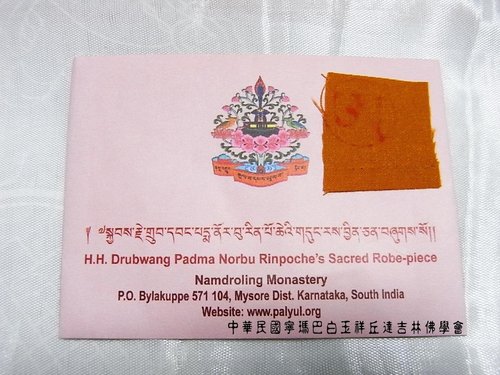 ༄། །སྐྱབས་རྗེ་གྲུབ་དབང་པདྨ་ནོར་བུ་རིན་པོ་ཆེའི་གདུང་རས་བྱིན་ཅན་བཞུགས་སོ།།
H.H. Drubwang Padma Norbu Rinpoche's Sacred Robe-piece
Namdroling Monastery
P.O. Bylakuppe 571 104, Mysore Dist. Karnataka, South India
Website: www.palyul.org
中華民國寧瑪巴白玉祥丘達吉林佛學會